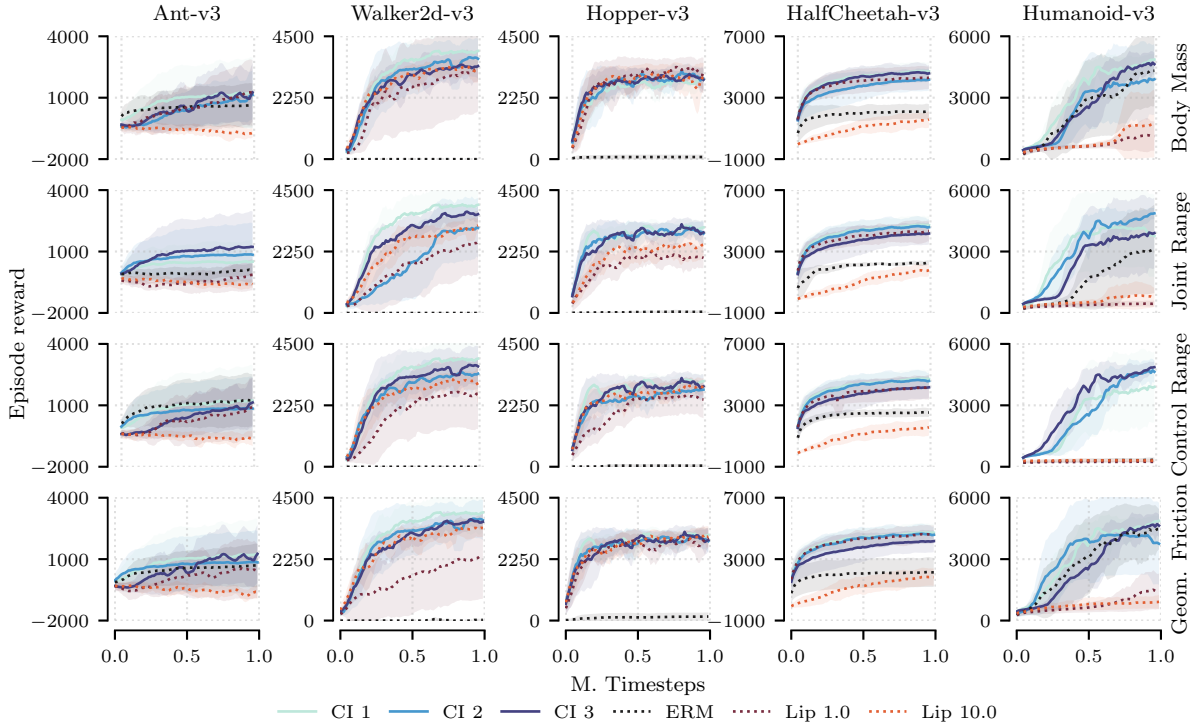 Ant-v3 Walker2d-v3 Hopper-v3 HalfCheetah-v3 Humanoid-v3
4000 4500 4500 7000 6000
1000 2250 2250 3000 3000
−2000 0 0 −1000 0
Body Mass
4000 4500 4500 7000 6000
1000 2250 2250 3000 3000
−2000 0 0 −1000 0
Joint Range
Episode reward
4000 4500 4500 7000 6000
1000 2250 2250 3000 3000
−2000 0 0 −1000 0
Control Range
4000 4500 4500 7000 6000
1000 2250 2250 3000 3000
−2000 0 0 −1000 0
Geom. Friction
0.0 0.5 1.0 0.0 0.5 1.0 0.0 0.5 1.0 0.0 0.5 1.0 0.0 0.5 1.0
M. Timesteps
CI 1 CI 2 CI 3 ERM Lip 1.0 Lip 10.0